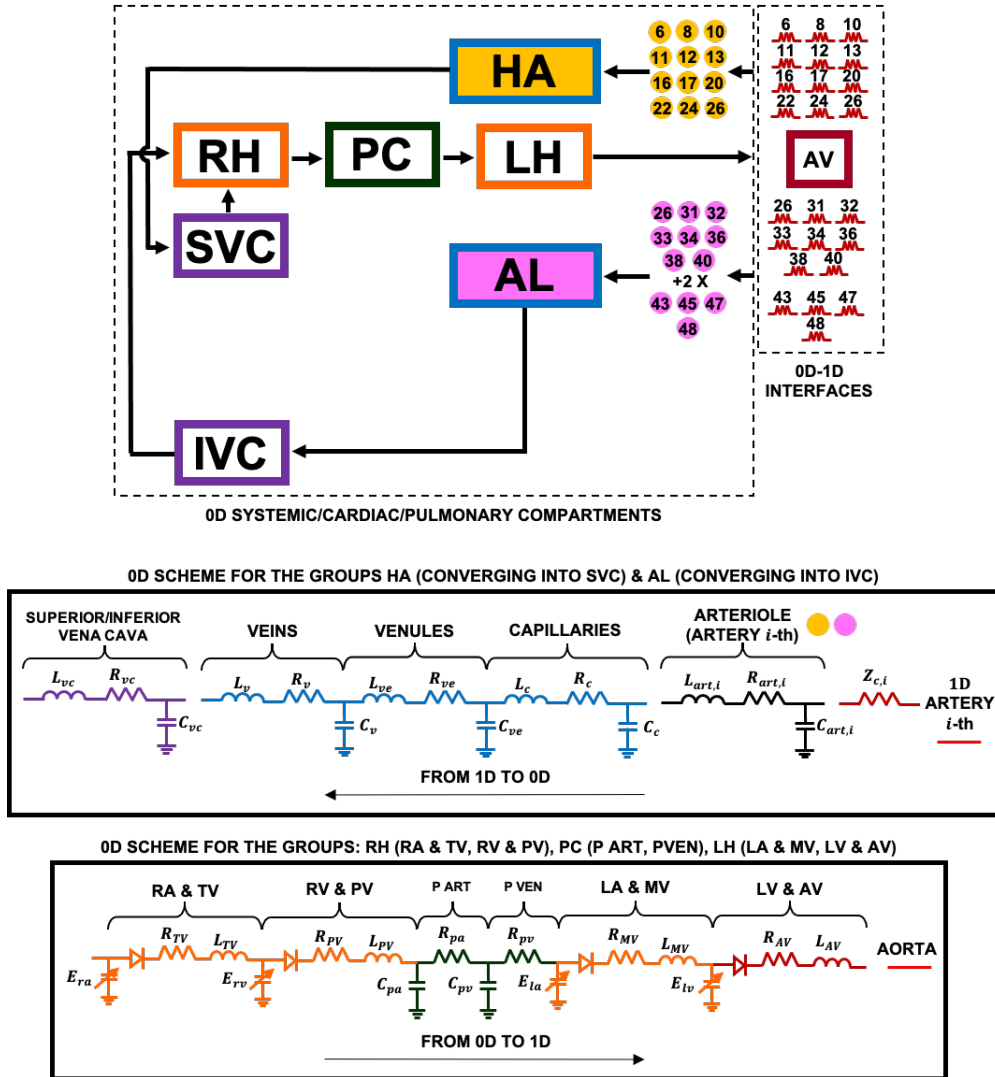 6 8 10
11 12 13
16 17 20
22 24 26
HA
6 8 10
11 12 13
16 17 20
22 24 26
RH
PC
LH
AV
SVC
AL
26 31 32
33 34 36
38 40
+2 X
43 45 47
48
26 31 32
33 34 36
38 40
43 45 47
48
IVC
0D-1D
INTERFACES
0D SYSTEMIC/CARDIAC/PULMONARY COMPARTMENTS
0D SCHEME FOR THE GROUPS HA (CONVERGING INTO SVC) & AL (CONVERGING INTO IVC)
SUPERIOR/INFERIOR
VENA CAVA
VEINS
VENULES
CAPILLARIES
ARTERIOLE
(ARTERY i-th)
L_vc R_vc
L_v R_v
L_ve R_ve
L_c R_c
L_art,i R_art,i
Z_c,i
1D
ARTERY
i-th
C_vc
C_v
C_ve
C_c
C_art,i
FROM 1D TO 0D
0D SCHEME FOR THE GROUPS: RH (RA & TV, RV & PV), PC (P ART, PVEN), LH (LA & MV, LV & AV)
RA & TV
RV & PV
P ART
P VEN
LA & MV
LV & AV
R_TV L_TV
R_PV L_PV
R_pa
R_pv
R_MV L_MV
R_AV L_AV
AORTA
E_ra
E_rv
C_pa
C_pv
E_la
E_lv
FROM 0D TO 1D